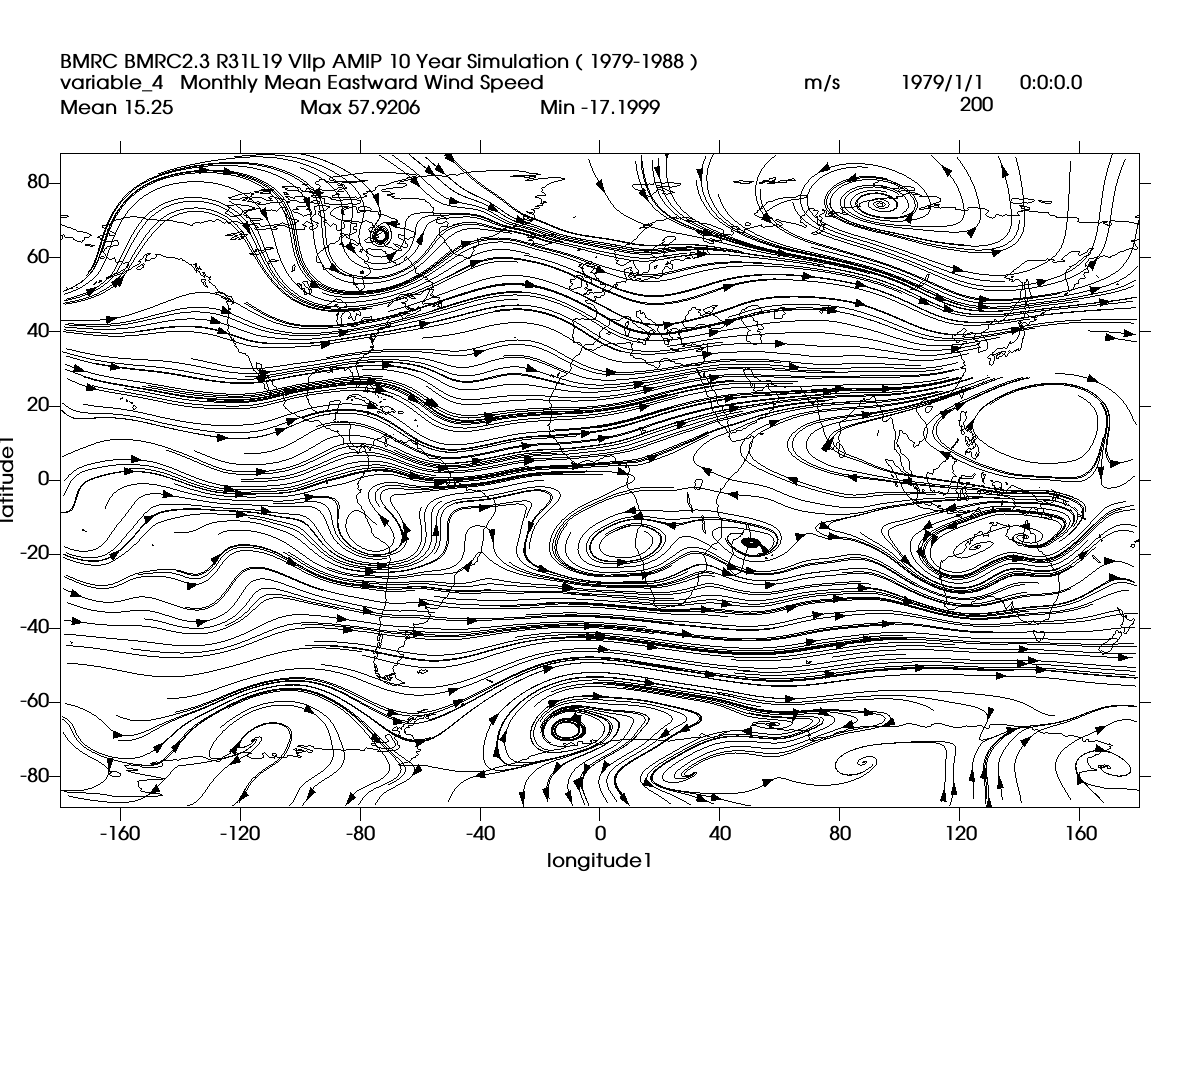 BMRC BMRC2.3 R31L19 VIIp AMIP 10 Year Simulation ( 1979-1988 )
variable_4 Monthly Mean Eastward Wind Speed m/s 1979/1/1 0:0:0.0
Mean 15.25 Max 57.9206 Min -17.1999 200
80
60
40
20
0
-20
-40
-60
-80
latitude1
-160 -120 -80 -40 0 40 80 120 160
longitude1